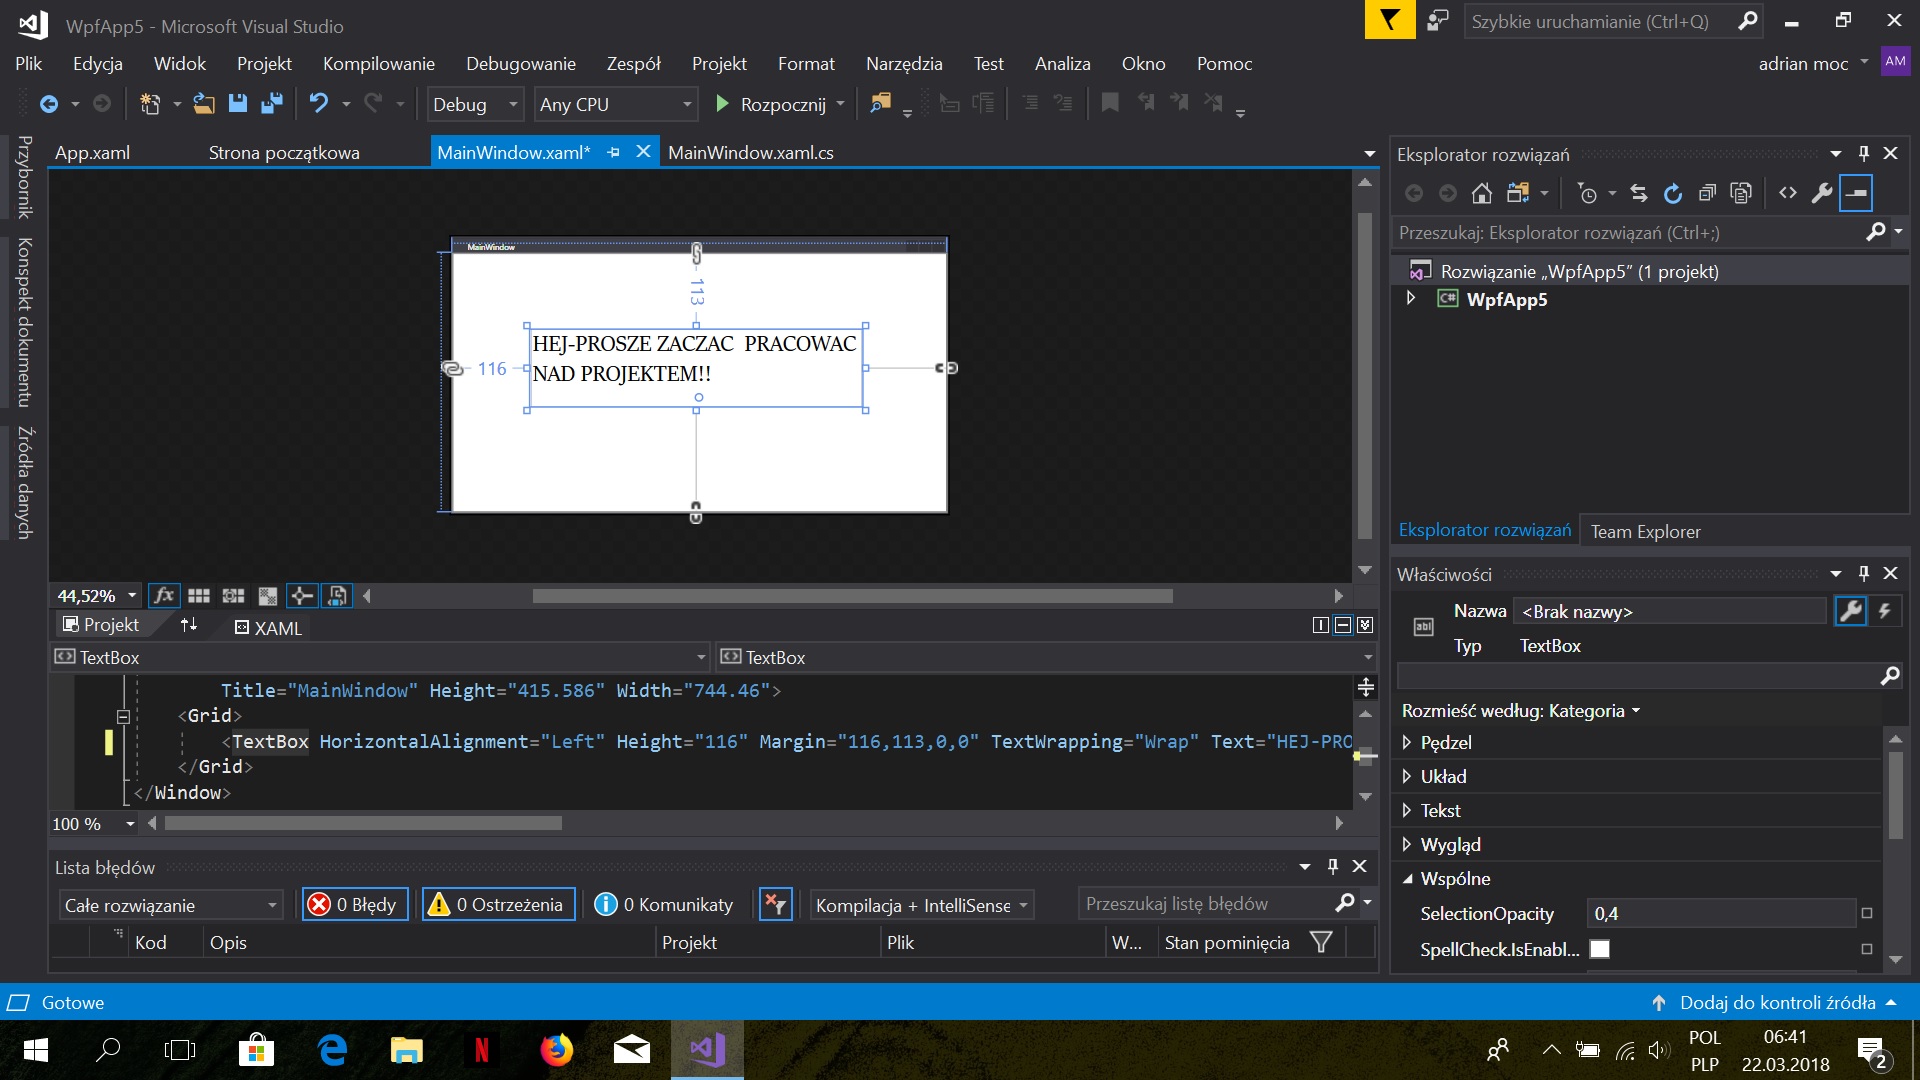 WpfApp5 - Microsoft Visual Studio
Szybkie uruchamianie (Ctrl+Q)
Plik Edycja Widok Projekt Kompilowanie Debugowanie Zespół Projekt Format Narzędzia Test Analiza Okno Pomoc
adrian moc AM
Debug Any CPU Rozpocznij
Przybornik
Konspekt dokumentu
Źródła danych
App.xaml Strona początkowa MainWindow.xaml* MainWindow.xaml.cs
MainWindow
113
116
HEJ-PROSZE ZACZAC  PRACOWAC
NAD PROJEKTEM!!
44,52% fx
Projekt XAML
TextBox TextBox
Title="MainWindow" Height="415.586" Width="744.46">
<Grid>
<TextBox HorizontalAlignment="Left" Height="116" Margin="116,113,0,0" TextWrapping="Wrap" Text="HEJ-PRO
</Grid>
</Window>
100 %
Lista błędów
Całe rozwiązanie 0 Błędy 0 Ostrzeżenia 0 Komunikaty Kompilacja + IntelliSense Przeszukaj listę błędów
Kod Opis Projekt Plik W... Stan pominięcia
Eksplorator rozwiązań
Przeszukaj: Eksplorator rozwiązań (Ctrl+;)
Rozwiązanie „WpfApp5” (1 projekt)
C# WpfApp5
Eksplorator rozwiązań Team Explorer
Właściwości
Nazwa <Brak nazwy>
abl
Typ TextBox
Rozmieść według: Kategoria
Pędzel
Układ
Tekst
Wygląd
Wspólne
SelectionOpacity 0,4
SpellCheck.IsEnabl...
Gotowe
Dodaj do kontroli źródła
POL 06:41
PLP 22.03.2018
2